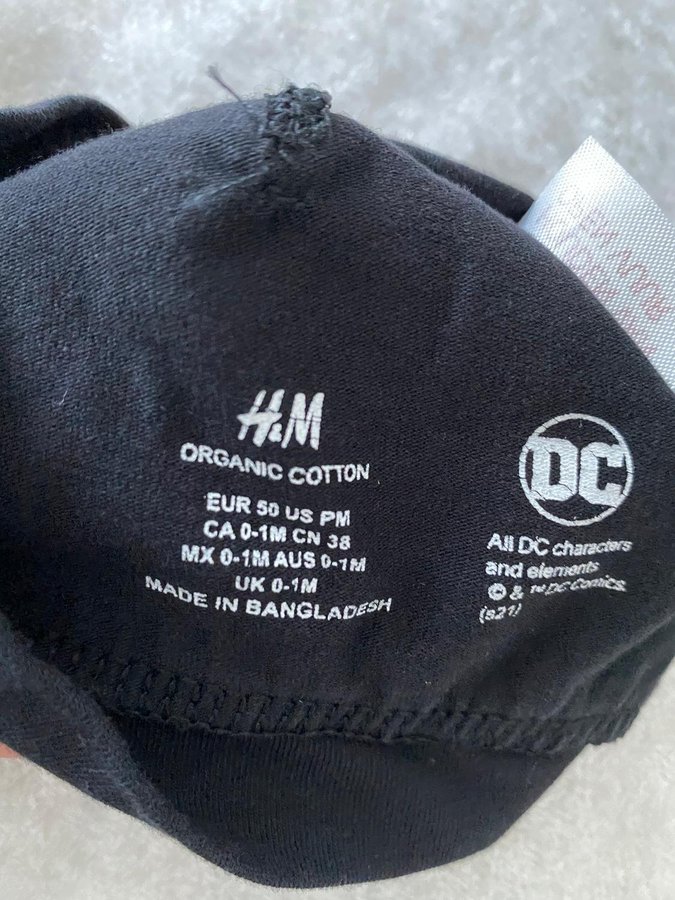 H&M
ORGANIC COTTON
EUR 50 US PM
CA 0-1M CN 38
MX 0-1M AUS 0-1M
UK 0-1M
MADE IN BANGLADESH
DC
All DC characters
and elements
© & ™ DC Comics.
(s21)